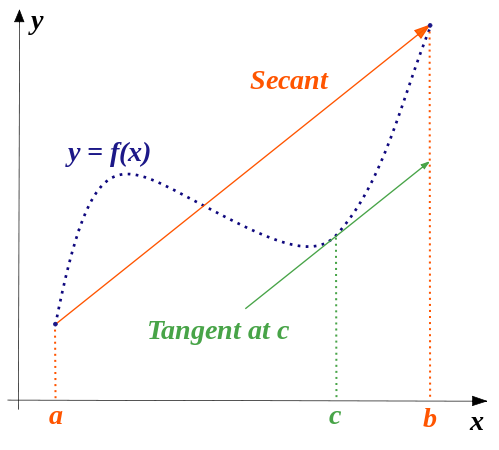 y
Secant
y = f(x)
Tangent at c
a
c
b
x